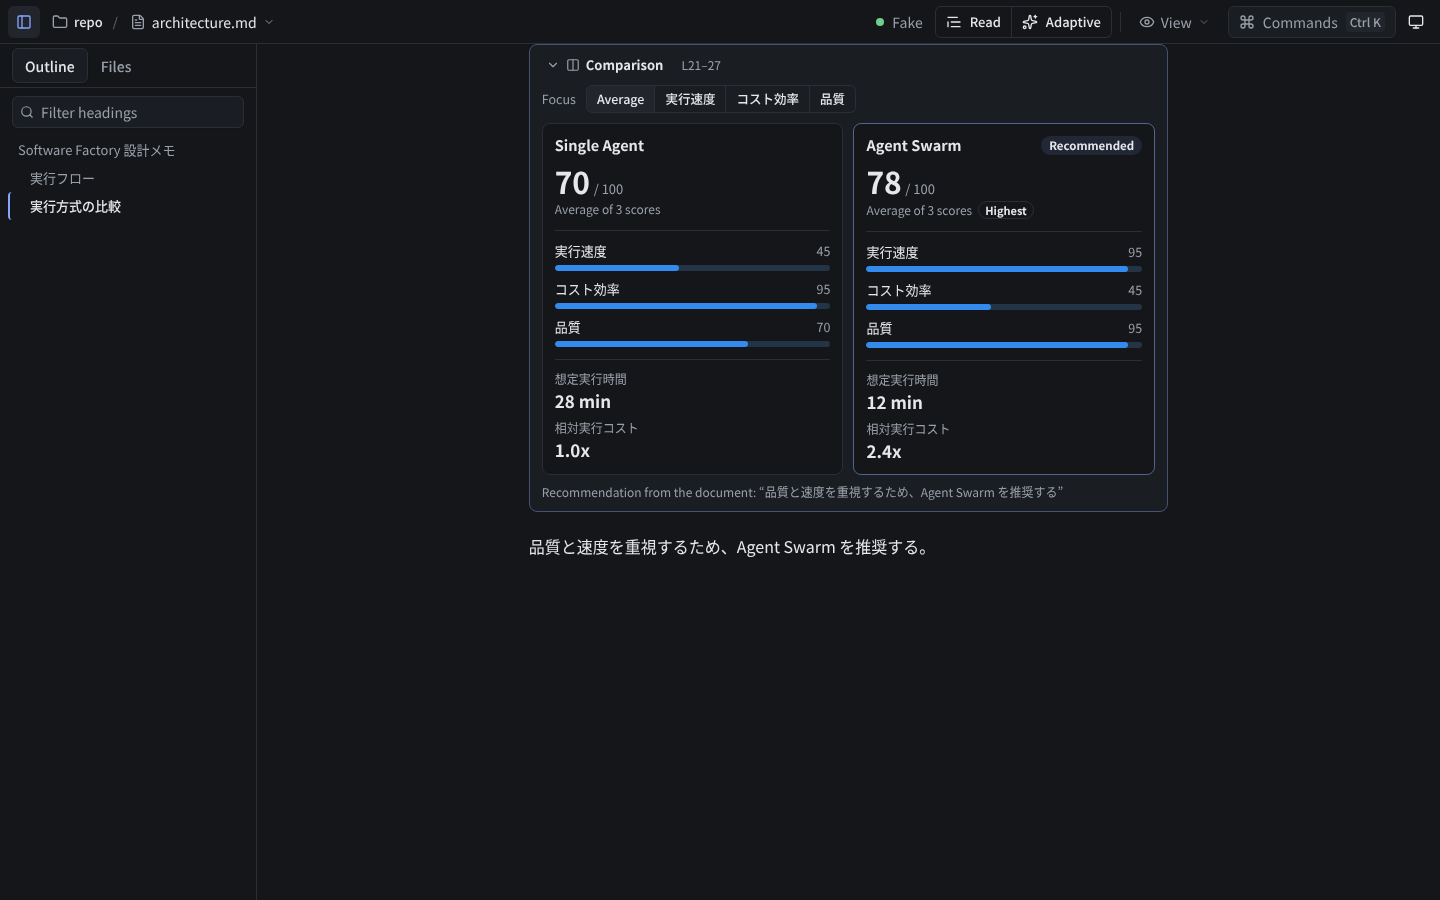 repo / architecture.md
Fake
Read
Adaptive
View
Commands Ctrl K
Outline
Files
Filter headings
Software Factory 設計メモ
実行フロー
実行方式の比較
Comparison L21–27
Focus Average 実行速度 コスト効率 品質
Single Agent
70 / 100
Average of 3 scores
実行速度 45
コスト効率 95
品質 70
想定実行時間
28 min
相対実行コスト
1.0x
Agent Swarm Recommended
78 / 100
Average of 3 scores Highest
実行速度 95
コスト効率 45
品質 95
想定実行時間
12 min
相対実行コスト
2.4x
Recommendation from the document: “品質と速度を重視するため、Agent Swarm を推奨する”
品質と速度を重視するため、Agent Swarm を推奨する。